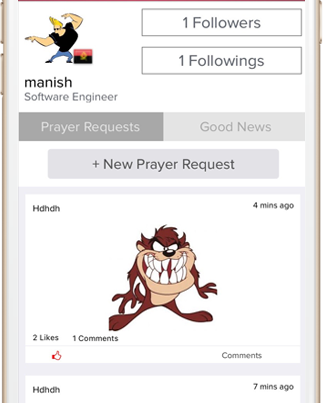 1 Followers
1 Followings
manish
Software Engineer
Prayer Requests Good News
+ New Prayer Request
Hdhdh 4 mins ago
2 Likes 1 Comments
Comments
Hdhdh 7 mins ago